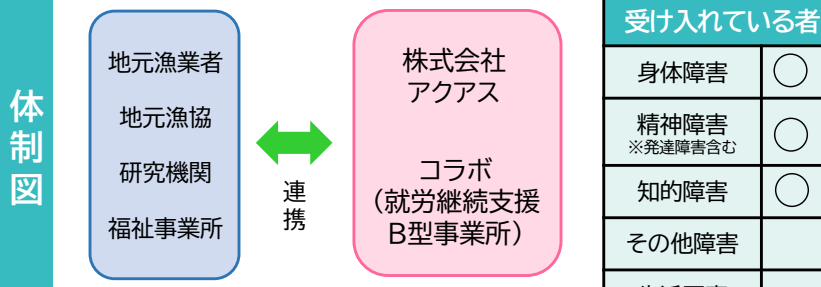 体制図
地元漁業者
地元漁協
研究機関
福祉事業所
連携
株式会社
アクアス
コラボ
(就労継続支援
B型事業所)
受け入れている者
身体障害 ○
精神障害 ○
※発達障害含む
知的障害 ○
その他障害